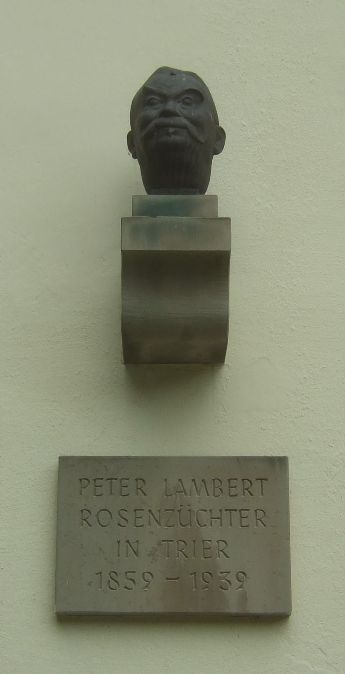 PETER LAMBERT
ROSENZÜCHTER
IN TRIER
1859 – 1939